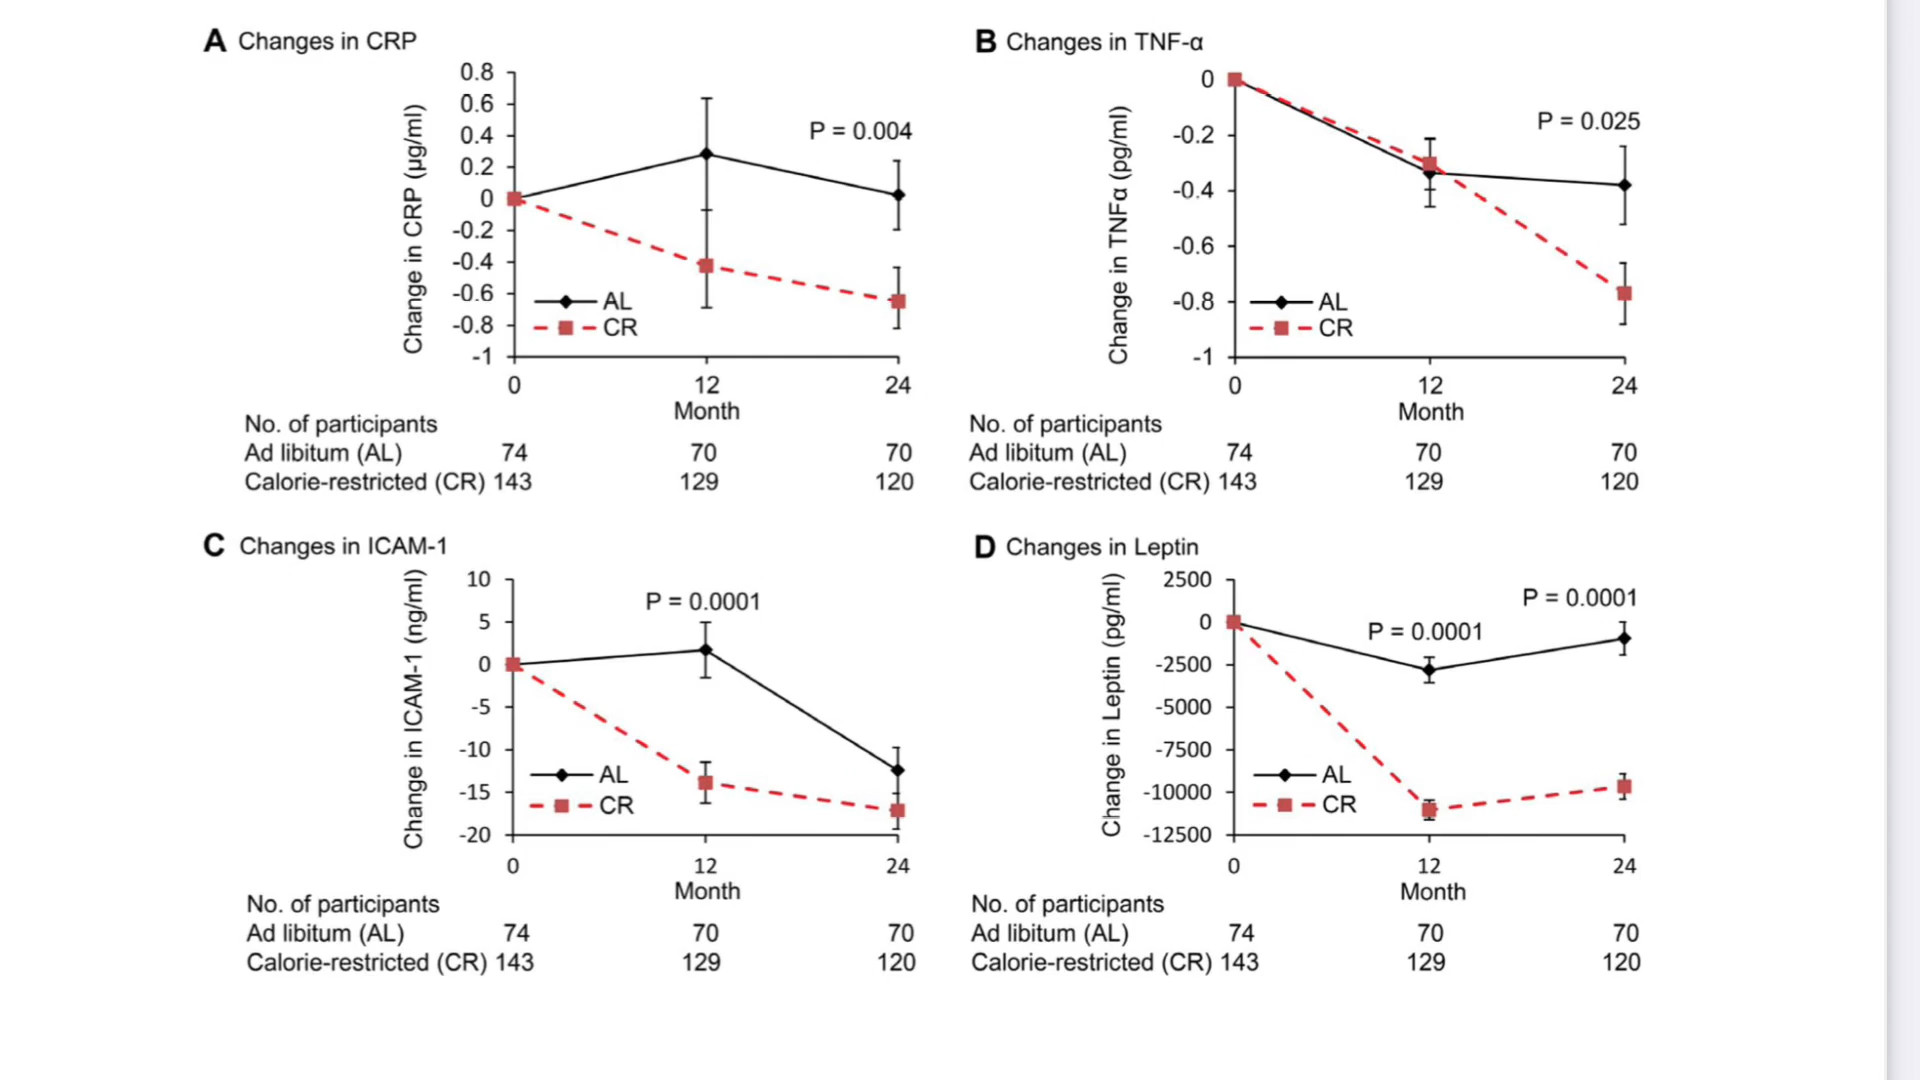 A Changes in CRP
Change in CRP (µg/ml)
0.8
0.6
0.4
0.2
0
-0.2
-0.4
-0.6
-0.8
-1
P = 0.004
AL
CR
0 12 24
Month
No. of participants
Ad libitum (AL) 74 70 70
Calorie-restricted (CR) 143 129 120
B Changes in TNF-α
Change in TNFα (pg/ml)
0
-0.2
-0.4
-0.6
-0.8
-1
P = 0.025
AL
CR
0 12 24
Month
No. of participants
Ad libitum (AL) 74 70 70
Calorie-restricted (CR) 143 129 120
C Changes in ICAM-1
Change in ICAM-1 (ng/ml)
10
5
0
-5
-10
-15
-20
P = 0.0001
AL
CR
0 12 24
Month
No. of participants
Ad libitum (AL) 74 70 70
Calorie-restricted (CR) 143 129 120
D Changes in Leptin
Change in Leptin (pg/ml)
2500
0
-2500
-5000
-7500
-10000
-12500
P = 0.0001
P = 0.0001
AL
CR
0 12 24
Month
No. of participants
Ad libitum (AL) 74 70 70
Calorie-restricted (CR) 143 129 120